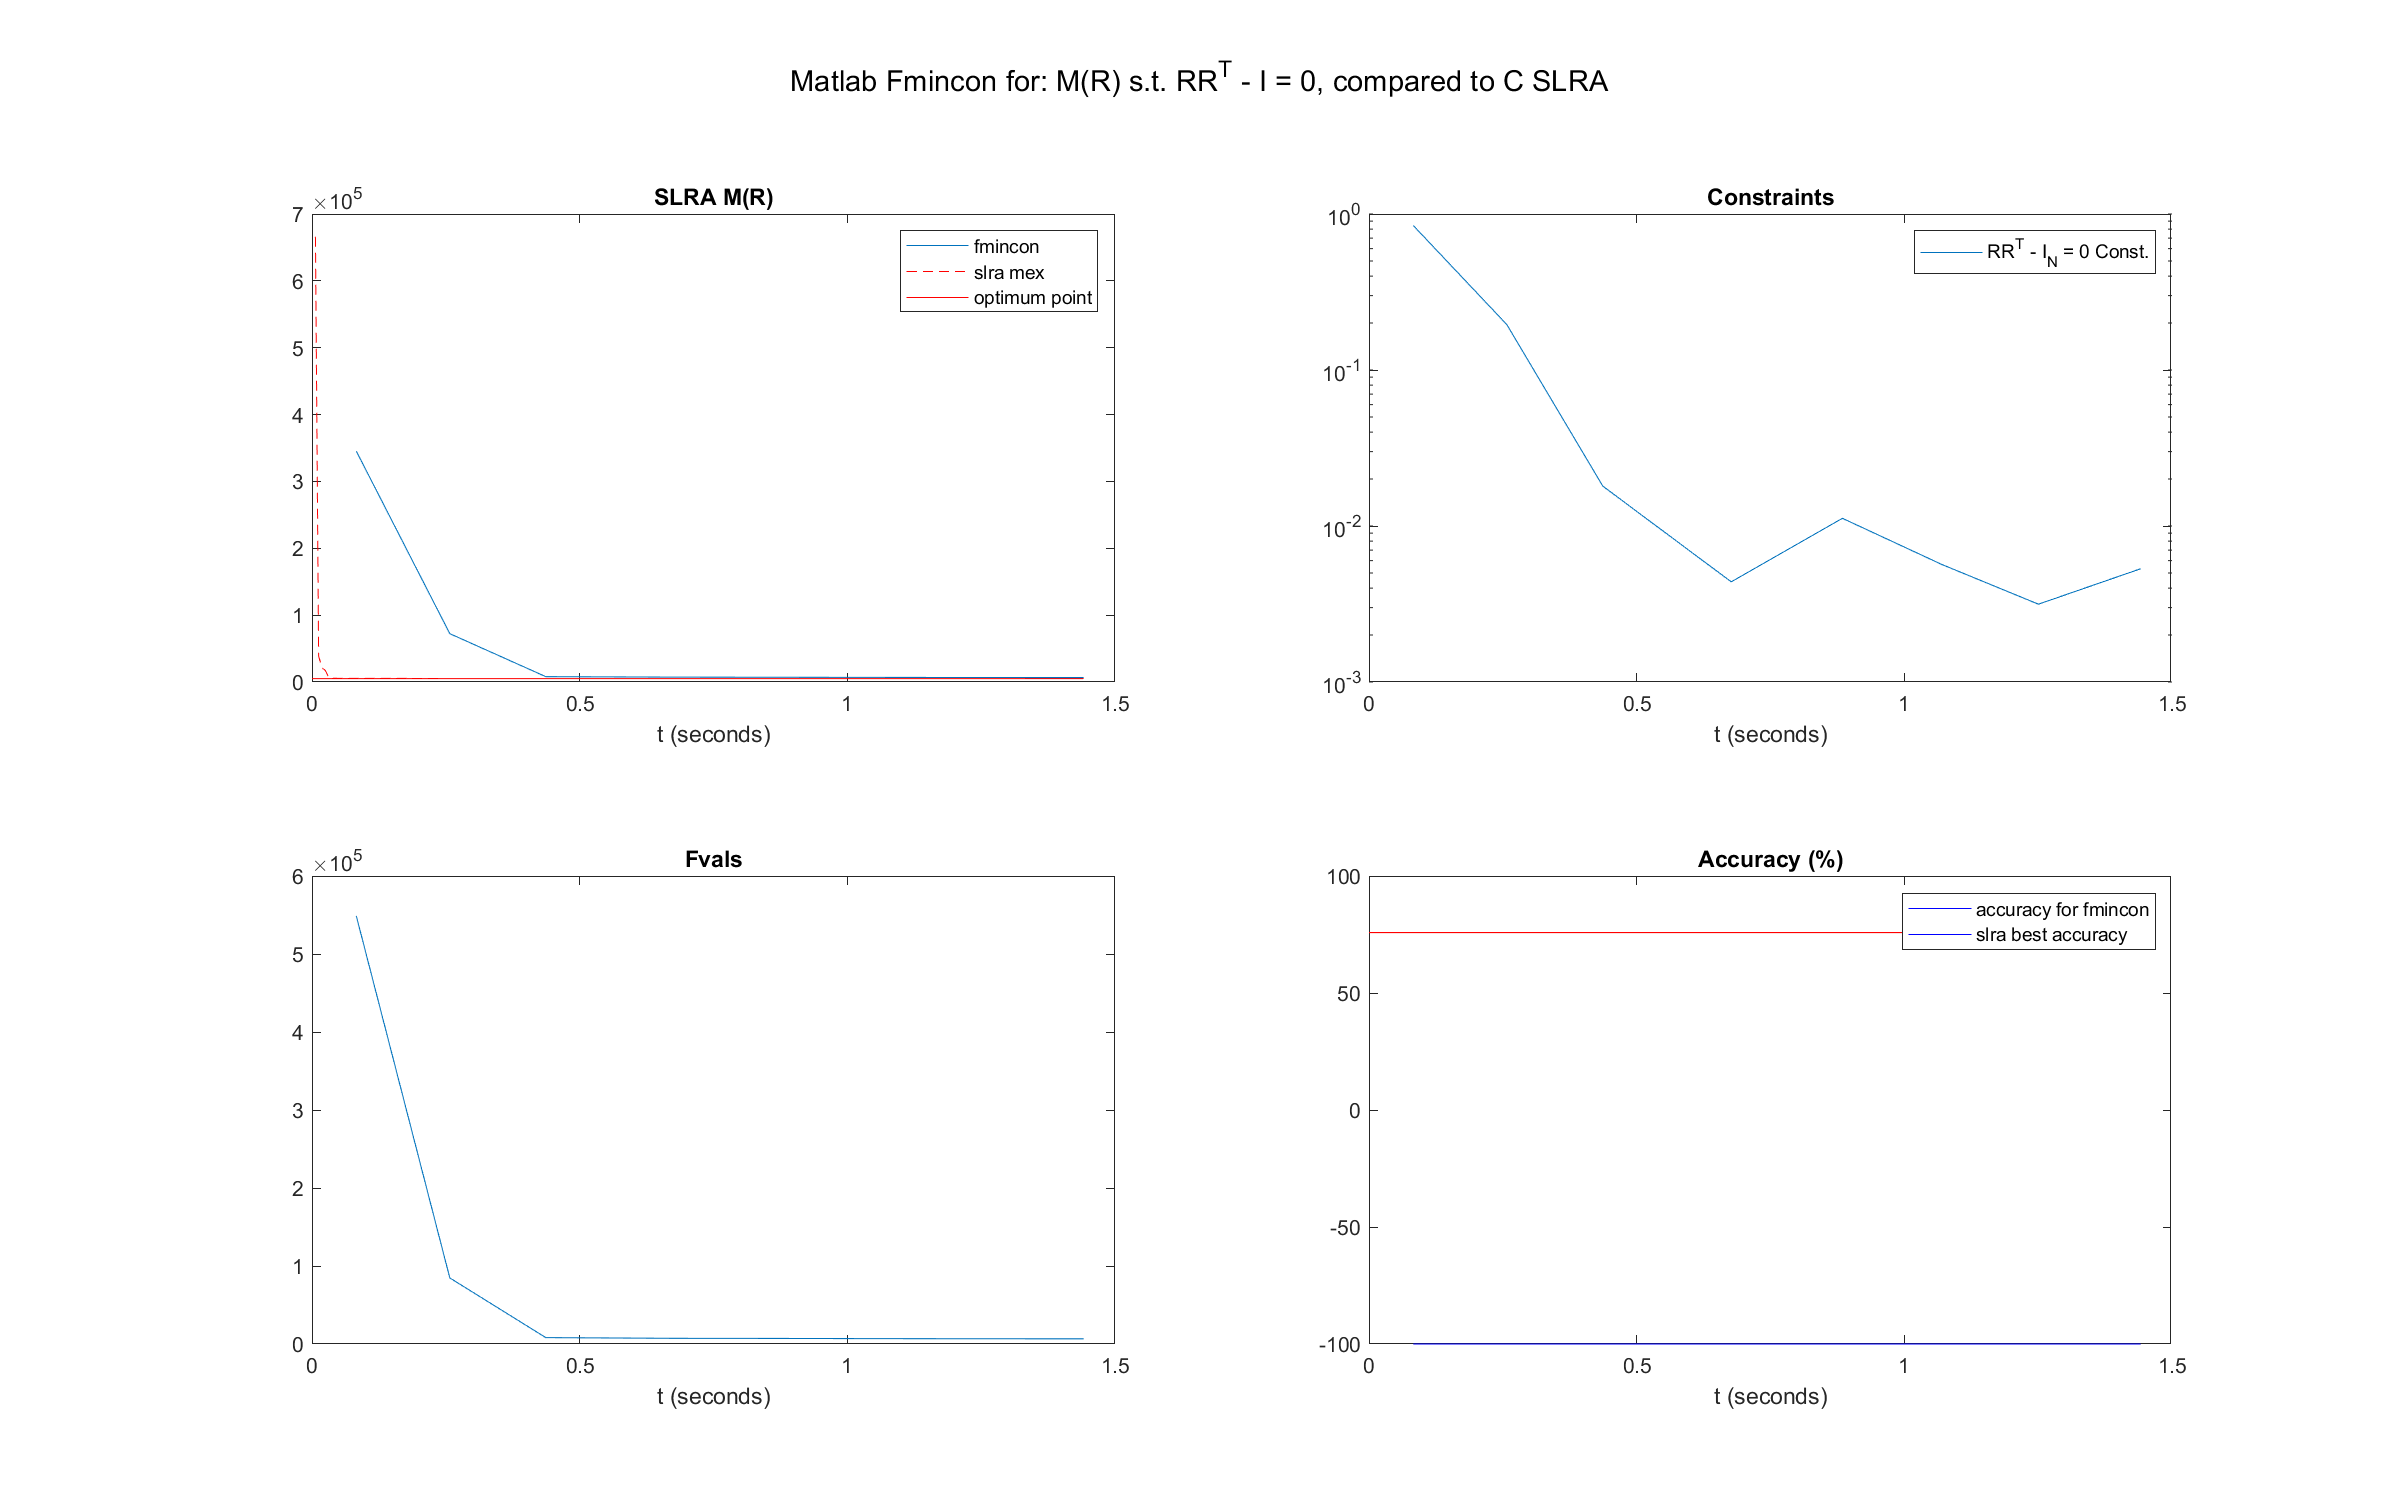 Matlab Fmincon for: M(R) s.t. RR^T - I = 0, compared to C SLRA
SLRA M(R)
×10^5
7
6
5
4
3
2
1
0
0 0.5 1 1.5
t (seconds)
fmincon
slra mex
optimum point
Constraints
10^0
10^-1
10^-2
10^-3
0 0.5 1 1.5
t (seconds)
RR^T - I_N = 0 Const.
Fvals
×10^5
6
5
4
3
2
1
0
0 0.5 1 1.5
t (seconds)
Accuracy (%)
100
50
0
-50
-100
0 0.5 1 1.5
t (seconds)
accuracy for fmincon
slra best accuracy